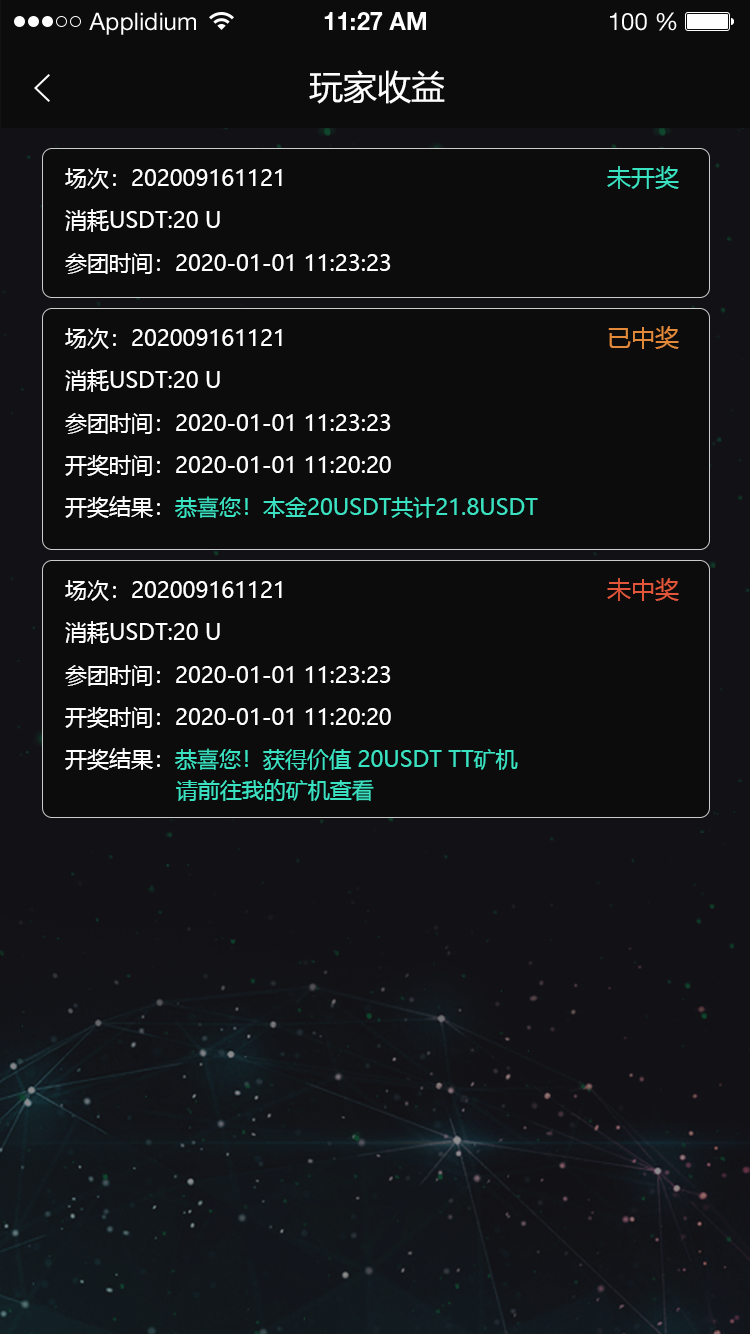 Applidium 11:27 AM 100 %
玩家收益
场次：202009161121 未开奖
消耗USDT:20 U
参团时间：2020-01-01 11:23:23
场次：202009161121 已中奖
消耗USDT:20 U
参团时间：2020-01-01 11:23:23
开奖时间：2020-01-01 11:20:20
开奖结果：恭喜您！本金20USDT共计21.8USDT
场次：202009161121 未中奖
消耗USDT:20 U
参团时间：2020-01-01 11:23:23
开奖时间：2020-01-01 11:20:20
开奖结果：恭喜您！获得价值 20USDT TT矿机
请前往我的矿机查看